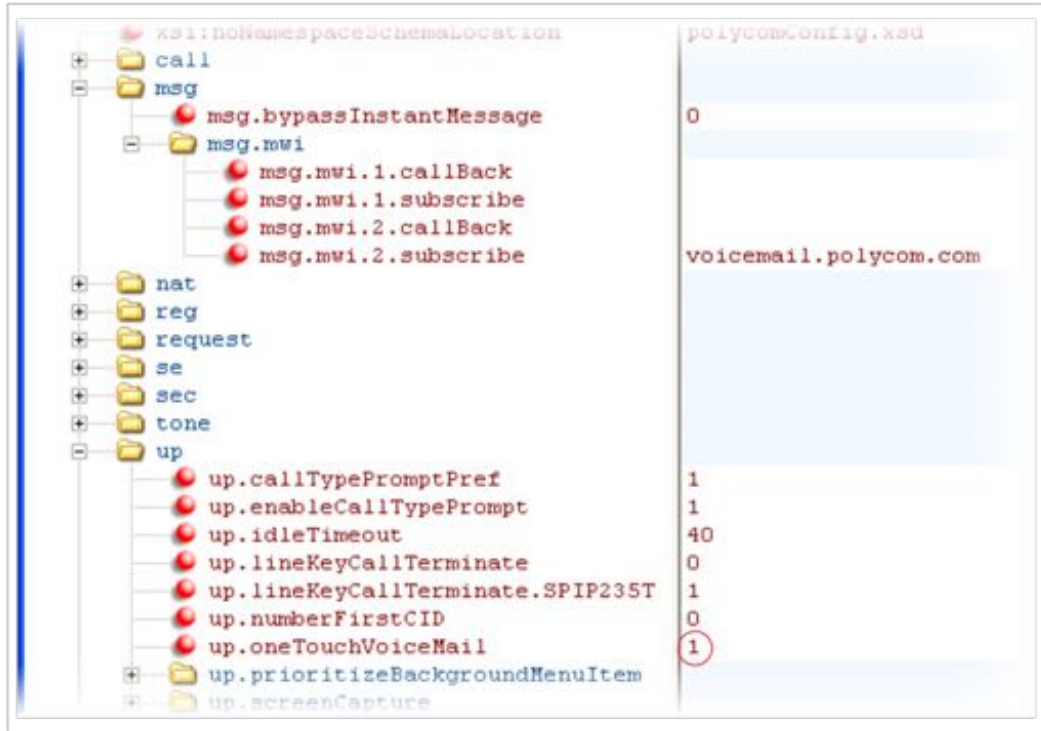 xsi:noNamespaceSchemaLocation polycomConfig.xsd
call
msg
msg.bypassInstantMessage 0
msg.mwi
msg.mwi.1.callBack
msg.mwi.1.subscribe
msg.mwi.2.callBack
msg.mwi.2.subscribe voicemail.polycom.com
nat
reg
request
se
sec
tone
up
up.callTypePromptPref 1
up.enableCallTypePrompt 1
up.idleTimeout 40
up.lineKeyCallTerminate 0
up.lineKeyCallTerminate.SPIP235T 1
up.numberFirstCID 0
up.oneTouchVoiceMail 1
up.prioritizeBackgroundMenuItem
up.screenCapture